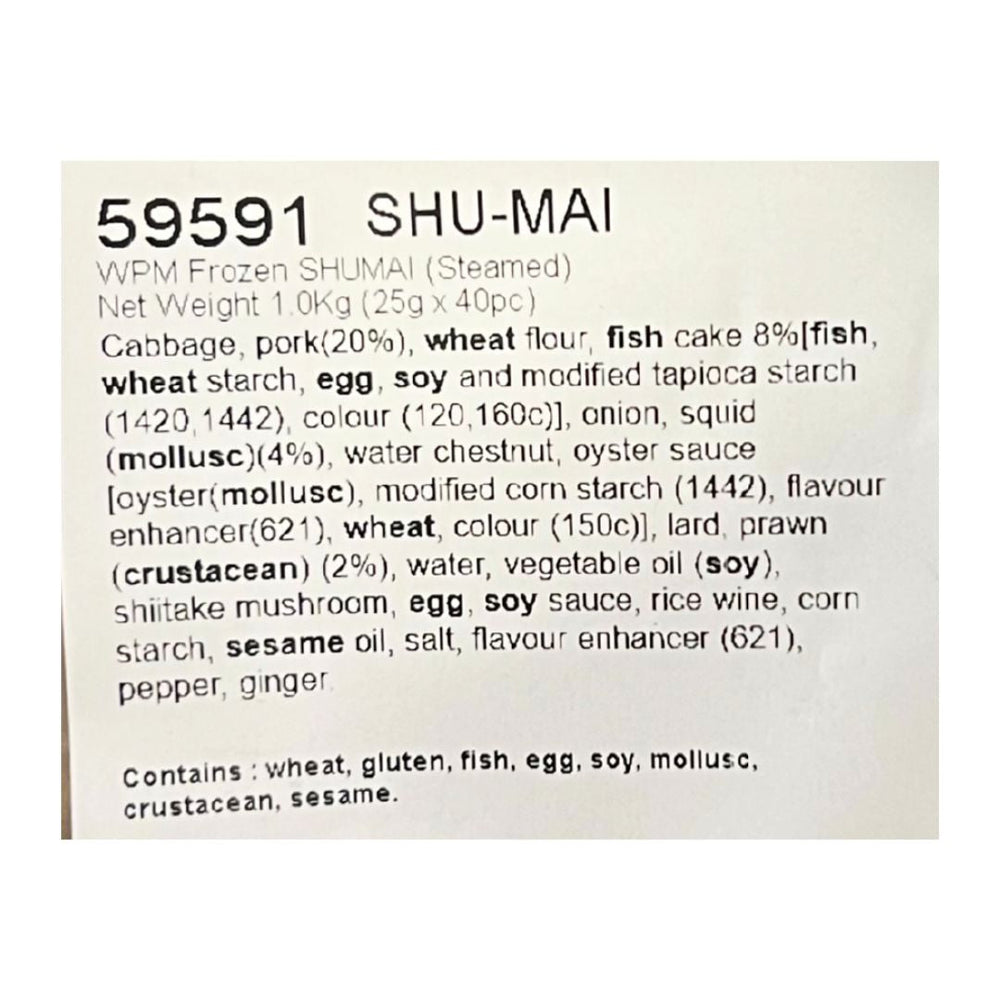 59591 SHU-MAI
WPM Frozen SHUMAI (Steamed)
Net Weight 1.0Kg (25g x 40pc)
Cabbage, pork(20%), wheat flour, fish cake 8%[fish,
wheat starch, egg, soy and modified tapioca starch
(1420,1442), colour (120,160c)], onion, squid
(mollusc)(4%), water chestnut, oyster sauce
[oyster(mollusc), modified corn starch (1442), flavour
enhancer(621), wheat, colour (150c)], lard, prawn
(crustacean) (2%), water, vegetable oil (soy),
shiitake mushroom, egg, soy sauce, rice wine, corn
starch, sesame oil, salt, flavour enhancer (621),
pepper, ginger.
Contains : wheat, gluten, fish, egg, soy, mollusc,
crustacean, sesame.